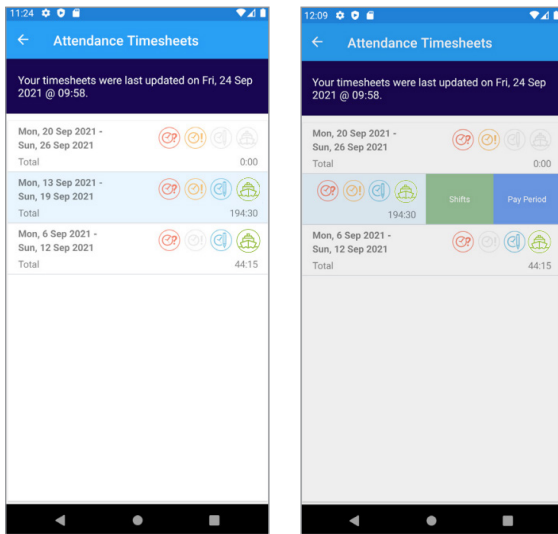 11:24
Attendance Timesheets
Your timesheets were last updated on Fri, 24 Sep
2021 @ 09:58.
Mon, 20 Sep 2021 -
Sun, 26 Sep 2021
Total 0:00
Mon, 13 Sep 2021 -
Sun, 19 Sep 2021
Total 194:30
Mon, 6 Sep 2021 -
Sun, 12 Sep 2021
Total 44:15
12:09
Attendance Timesheets
Your timesheets were last updated on Fri, 24 Sep
2021 @ 09:58.
Mon, 20 Sep 2021 -
Sun, 26 Sep 2021
Total 0:00
194:30 Shifts Pay Period
Mon, 6 Sep 2021 -
Sun, 12 Sep 2021
Total 44:15